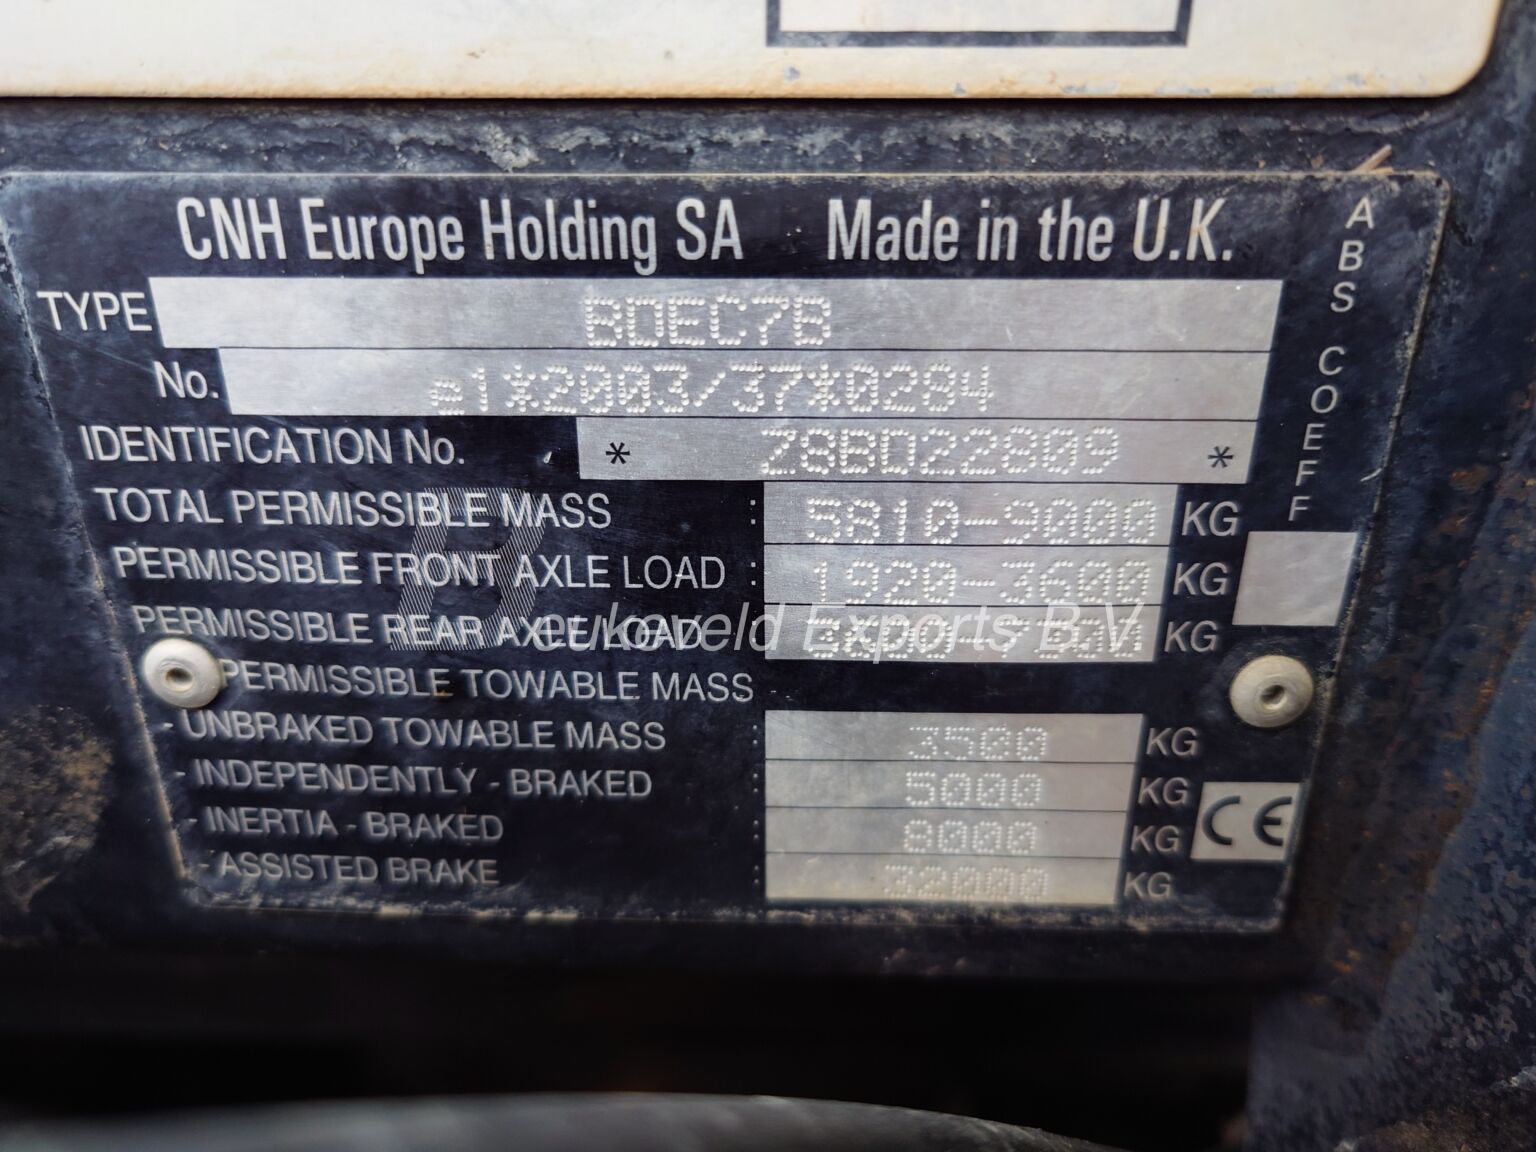 CNH Europe Holding SA Made in the U.K.
TYPE BDEC7B
No. e1*2003/37*0284
IDENTIFICATION No. * Z8BD22809 *
TOTAL PERMISSIBLE MASS : 5810-9000 KG
PERMISSIBLE FRONT AXLE LOAD : 1920-3600 KG
PERMISSIBLE REAR AXLE LOAD KG
PERMISSIBLE TOWABLE MASS
- UNBRAKED TOWABLE MASS : 3500 KG
- INDEPENDENTLY - BRAKED : 5000 KG
- INERTIA - BRAKED : 8000 KG
- ASSISTED BRAKE : 32000 KG
ABS COEFF
CE
Beukeveld Exports B.V.